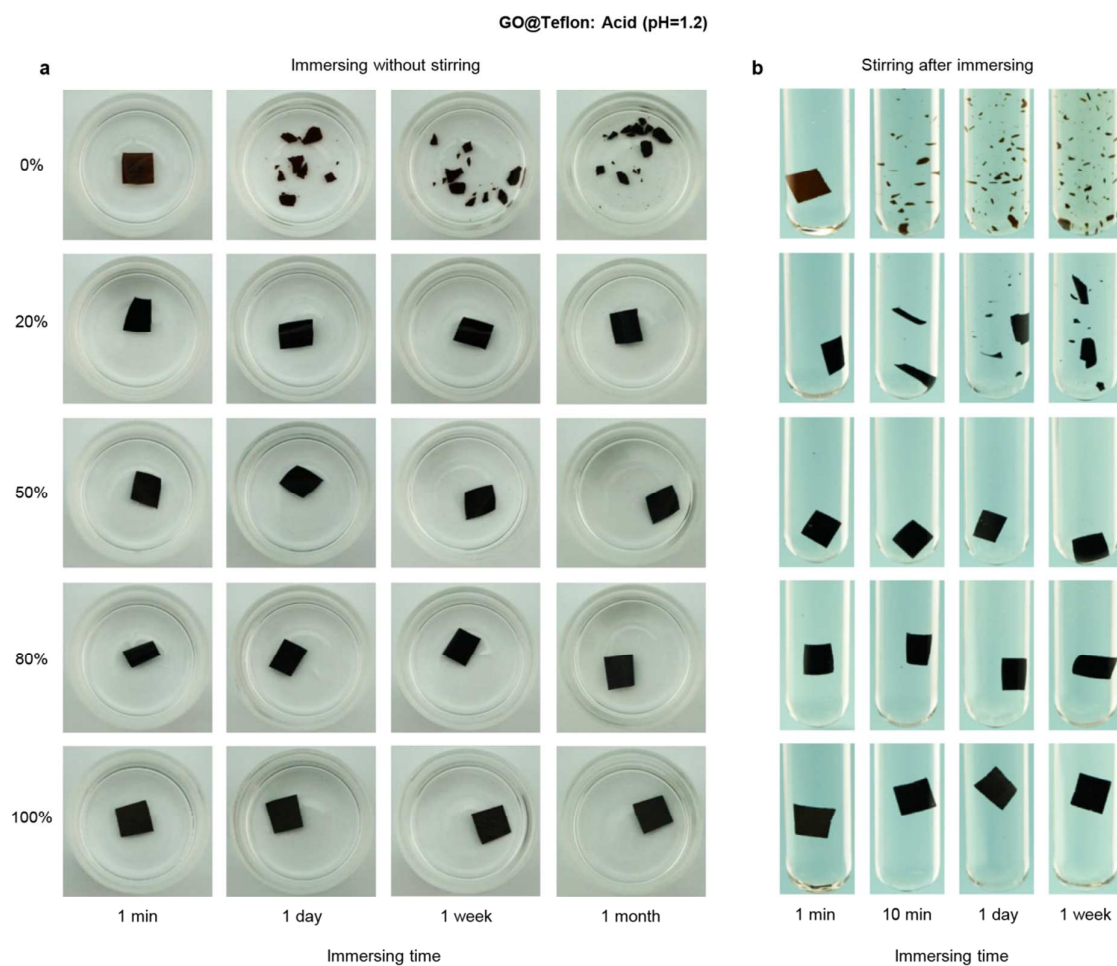 GO@Teflon: Acid (pH=1.2)
a
Immersing without stirring
b
Stirring after immersing
0%
20%
50%
80%
100%
1 min
1 day
1 week
1 month
1 min
10 min
1 day
1 week
Immersing time
Immersing time